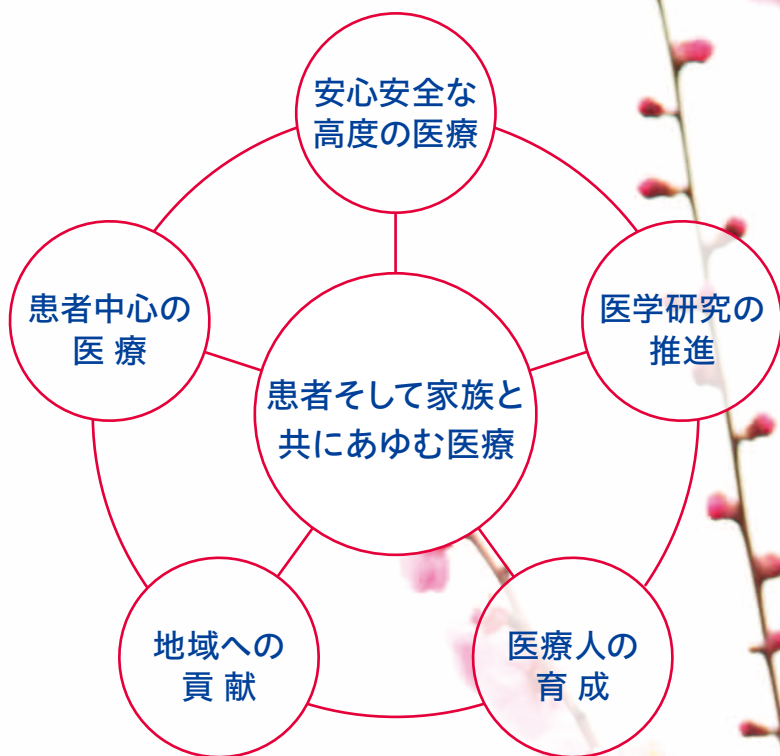 安心安全な
高度の医療
患者中心の
医 療
医学研究の
推進
患者そして家族と
共にあゆむ医療
地域への
貢 献
医療人の
育 成